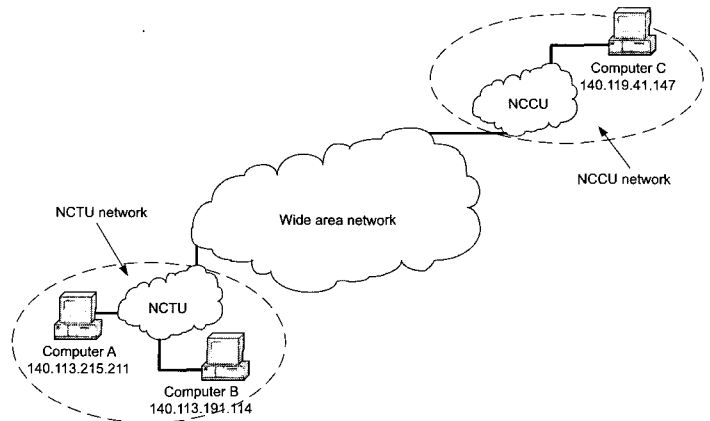 Computer C
140.119.41.147
NCCU
NCCU network
Wide area network
NCTU network
NCTU
Computer A
140.113.215.211
Computer B
140.113.191.114